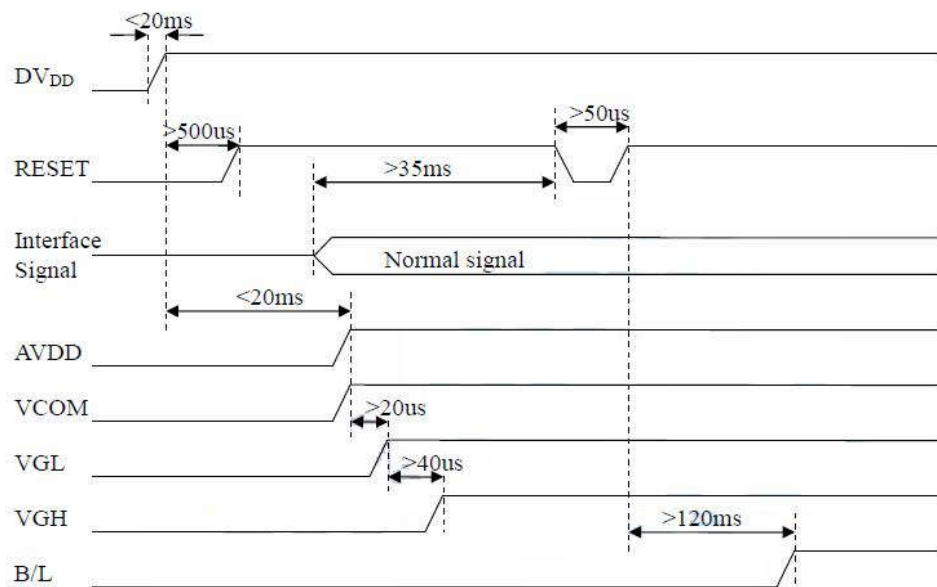 <20ms
DVDD
>500us
>50us
RESET
>35ms
Interface
Signal
Normal signal
<20ms
AVDD
VCOM
>20us
VGL
>40us
VGH
>120ms
B/L